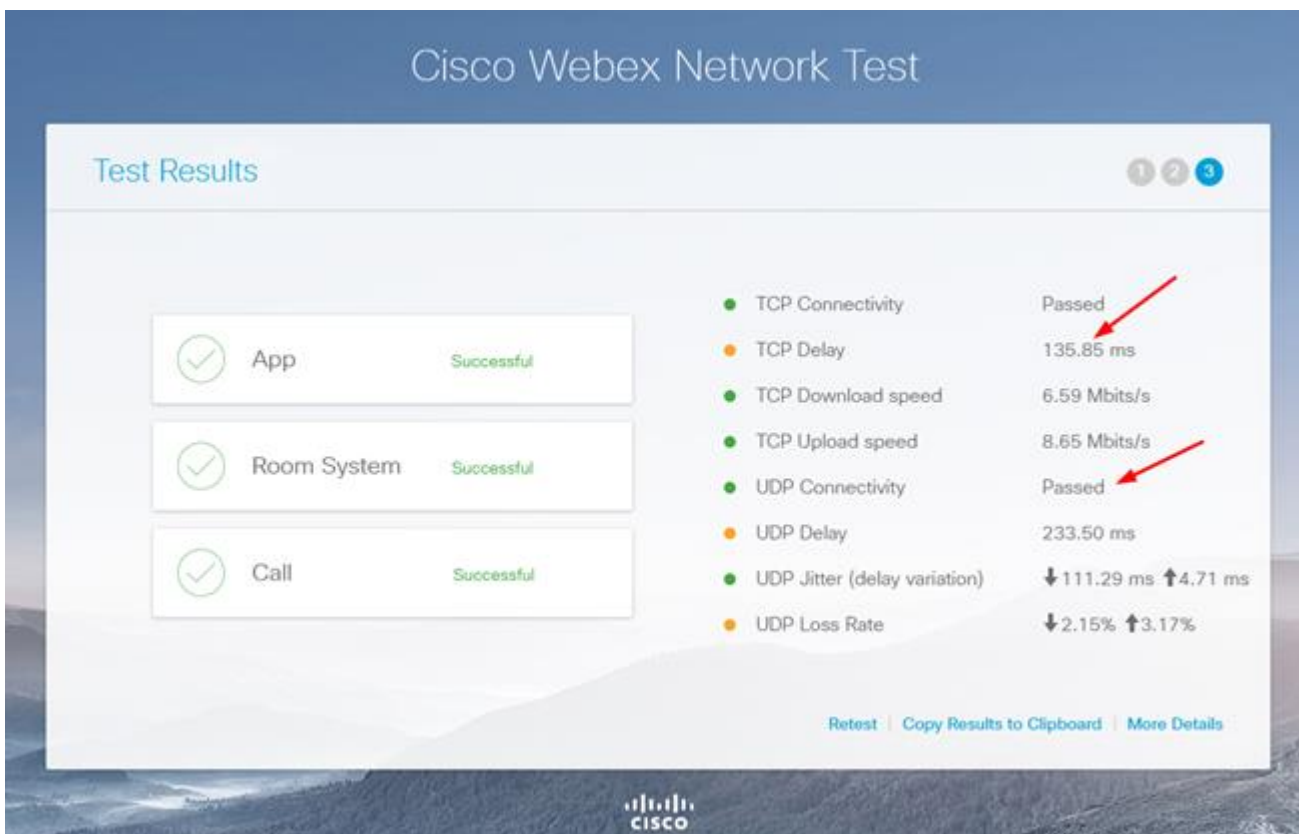 Cisco Webex Network Test
Test Results
1 2 3
App Successful
Room System Successful
Call Successful
TCP Connectivity Passed
TCP Delay 135.85 ms
TCP Download speed 6.59 Mbits/s
TCP Upload speed 8.65 Mbits/s
UDP Connectivity Passed
UDP Delay 233.50 ms
UDP Jitter (delay variation) ↓111.29 ms ↑4.71 ms
UDP Loss Rate ↓2.15% ↑3.17%
Retest | Copy Results to Clipboard | More Details
CISCO